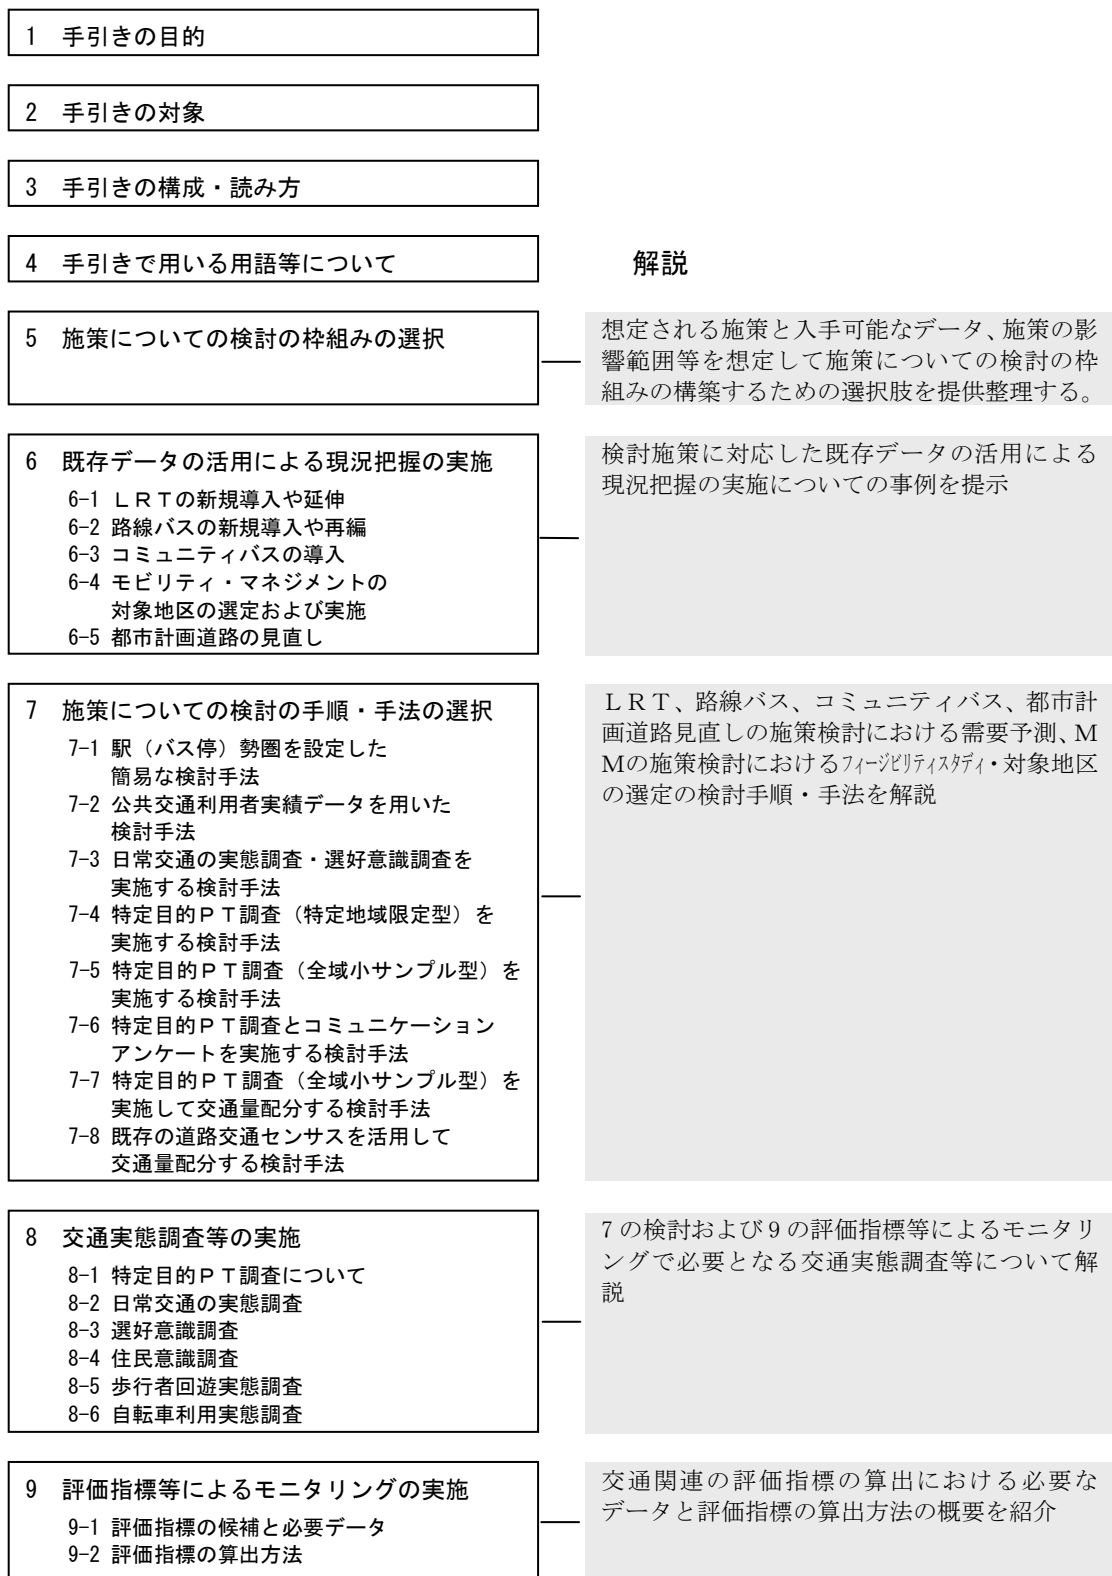 1 手引きの目的
2 手引きの対象
3 手引きの構成・読み方
4 手引きで用いる用語等について
解説
5 施策についての検討の枠組みの選択
想定される施策と入手可能なデータ、施策の影
響範囲等を想定して施策についての検討の枠
組みの構築するための選択肢を提供整理する。
6 既存データの活用による現況把握の実施
6-1 ＬＲＴの新規導入や延伸
6-2 路線バスの新規導入や再編
6-3 コミュニティバスの導入
6-4 モビリティ・マネジメントの
対象地区の選定および実施
6-5 都市計画道路の見直し
検討施策に対応した既存データの活用による
現況把握の実施についての事例を提示
7 施策についての検討の手順・手法の選択
7-1 駅（バス停）勢圏を設定した
簡易な検討手法
7-2 公共交通利用者実績データを用いた
検討手法
7-3 日常交通の実態調査・選好意識調査を
実施する検討手法
7-4 特定目的ＰＴ調査（特定地域限定型）を
実施する検討手法
7-5 特定目的ＰＴ調査（全域小サンプル型）を
実施する検討手法
7-6 特定目的ＰＴ調査とコミュニケーション
アンケートを実施する検討手法
7-7 特定目的ＰＴ調査（全域小サンプル型）を
実施して交通量配分する検討手法
7-8 既存の道路交通センサスを活用して
交通量配分する検討手法
ＬＲＴ、路線バス、コミュニティバス、都市計
画道路見直しの施策検討における需要予測、Ｍ
Ｍの施策検討におけるﾌｨｰｼﾞﾋﾞﾘﾃｨｽﾀﾃﾞｨ・対象地区
の選定の検討手順・手法を解説
8 交通実態調査等の実施
8-1 特定目的ＰＴ調査について
8-2 日常交通の実態調査
8-3 選好意識調査
8-4 住民意識調査
8-5 歩行者回遊実態調査
8-6 自転車利用実態調査
7 の検討および 9 の評価指標等によるモニタリ
ングで必要となる交通実態調査等について解
説
9 評価指標等によるモニタリングの実施
9-1 評価指標の候補と必要データ
9-2 評価指標の算出方法
交通関連の評価指標の算出における必要な
データと評価指標の算出方法の概要を紹介